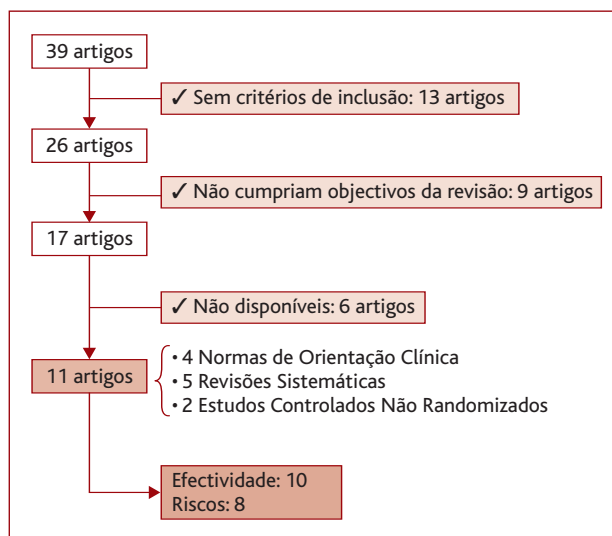 39 artigos
✓ Sem critérios de inclusão: 13 artigos
26 artigos
✓ Não cumpriam objectivos da revisão: 9 artigos
17 artigos
✓ Não disponíveis: 6 artigos
11 artigos
• 4 Normas de Orientação Clínica
• 5 Revisões Sistemáticas
• 2 Estudos Controlados Não Randomizados
Efectividade: 10
Riscos: 8